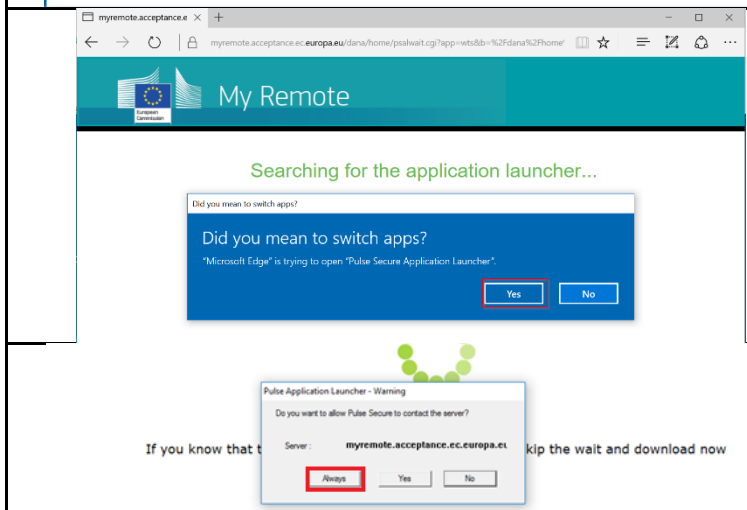 myremote.acceptance.e
myremote.acceptance.ec.europa.eu/dana/home/psalwait.cgi?app=wts&ib=%2Fdana%2Fhome
European
Commission
My Remote
Searching for the application launcher...
Did you mean to switch apps?
Did you mean to switch apps?
"Microsoft Edge" is trying to open "Pulse Secure Application Launcher".
Yes No
Pulse Application Launcher - Warning
Do you want to allow Pulse Secure to contact the server?
Server : myremote.acceptance.ec.europa.eu
If you know that t kip the wait and download now
Always Yes No